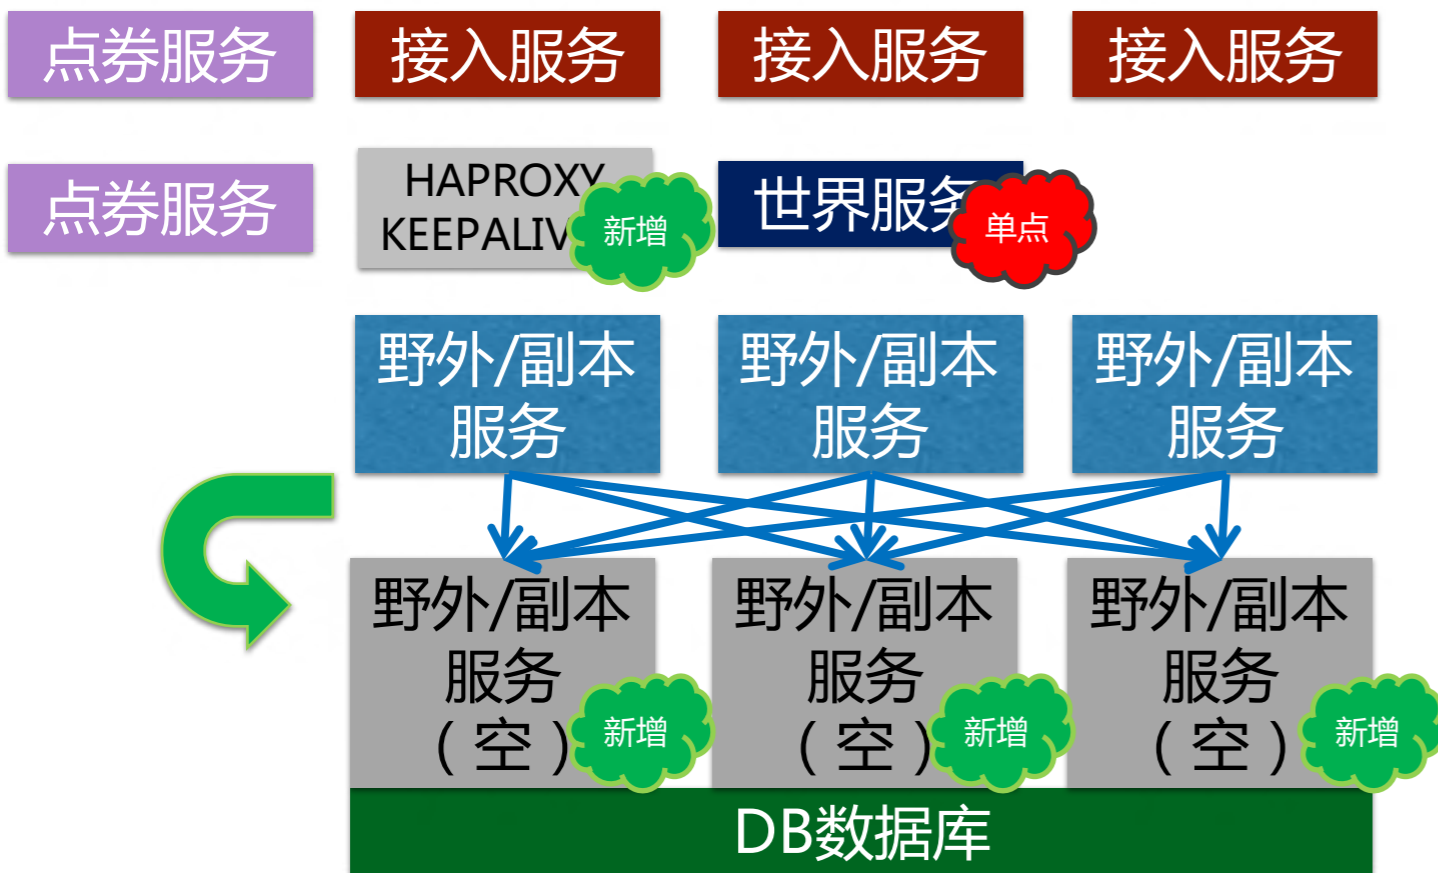 点券服务
接入服务
接入服务
接入服务
点券服务
HAPROXY
KEEPALIV
新增
世界服务
单点
野外/副本
服务
野外/副本
服务
野外/副本
服务
野外/副本
服务
(空)
新增
野外/副本
服务
(空)
新增
野外/副本
服务
(空)
新增
DB数据库